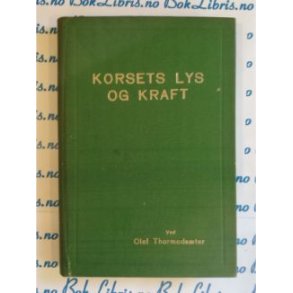 KORSETS LYS
OG KRAFT
Ved
Olaf Thormodsæter
BokLibris.no